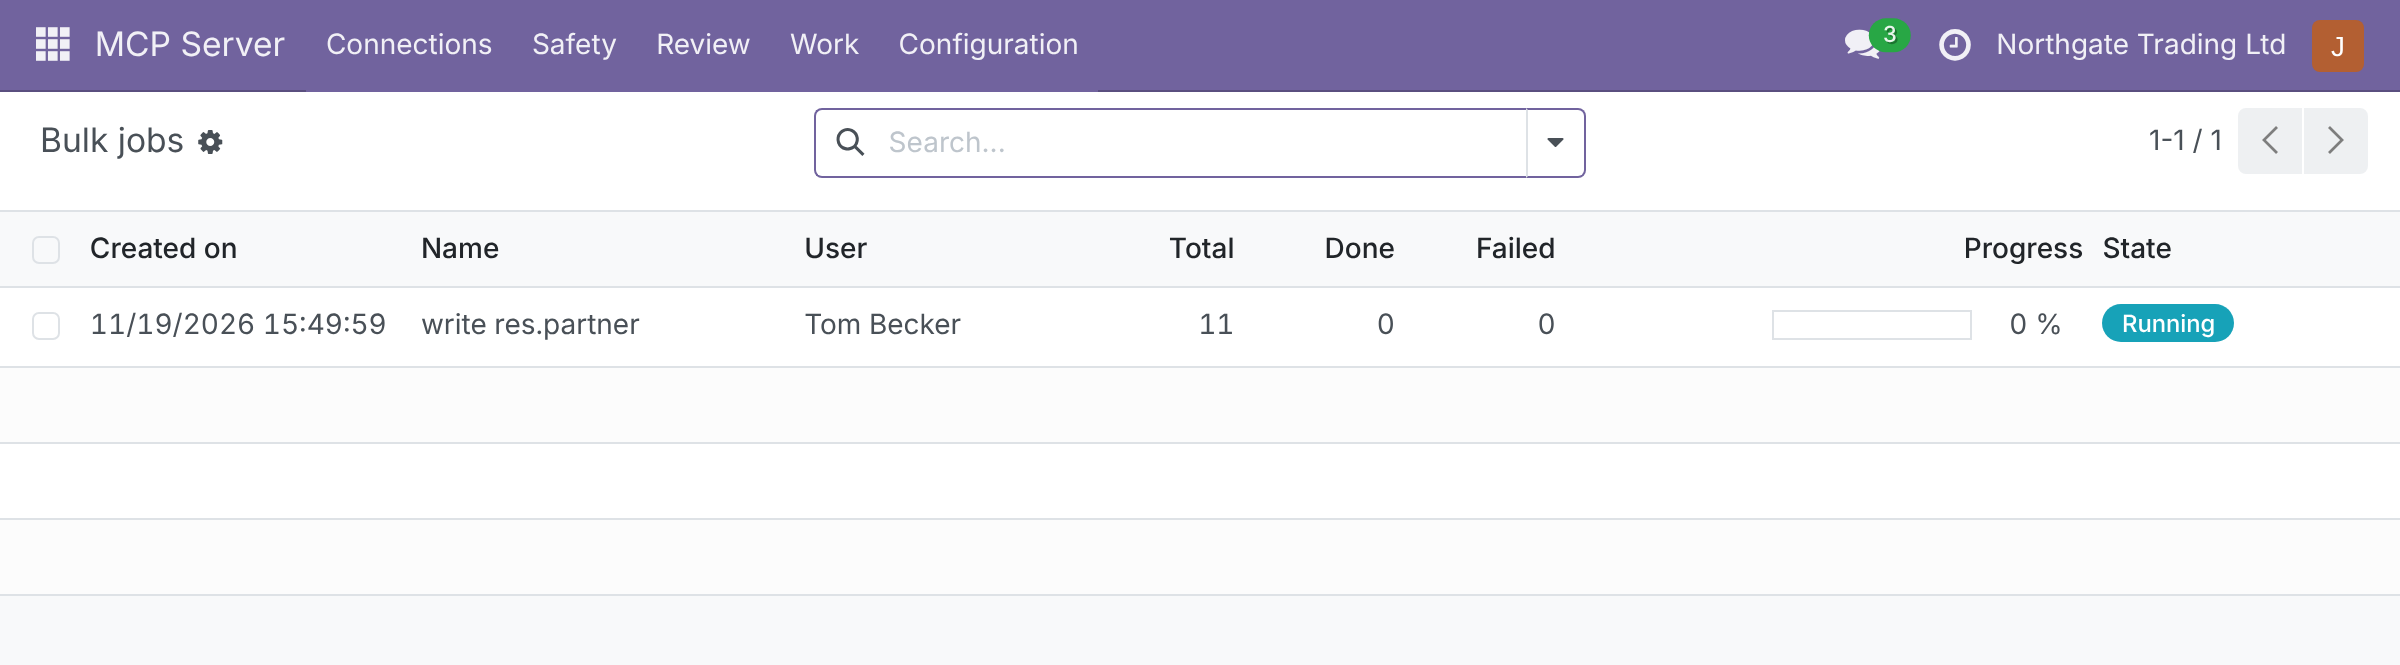 MCP Server Connections Safety Review Work Configuration 3 Northgate Trading Ltd J
Bulk jobs Search... 1-1 / 1
Created on Name User Total Done Failed Progress State
11/19/2026 15:49:59 write res.partner Tom Becker 11 0 0 0 % Running